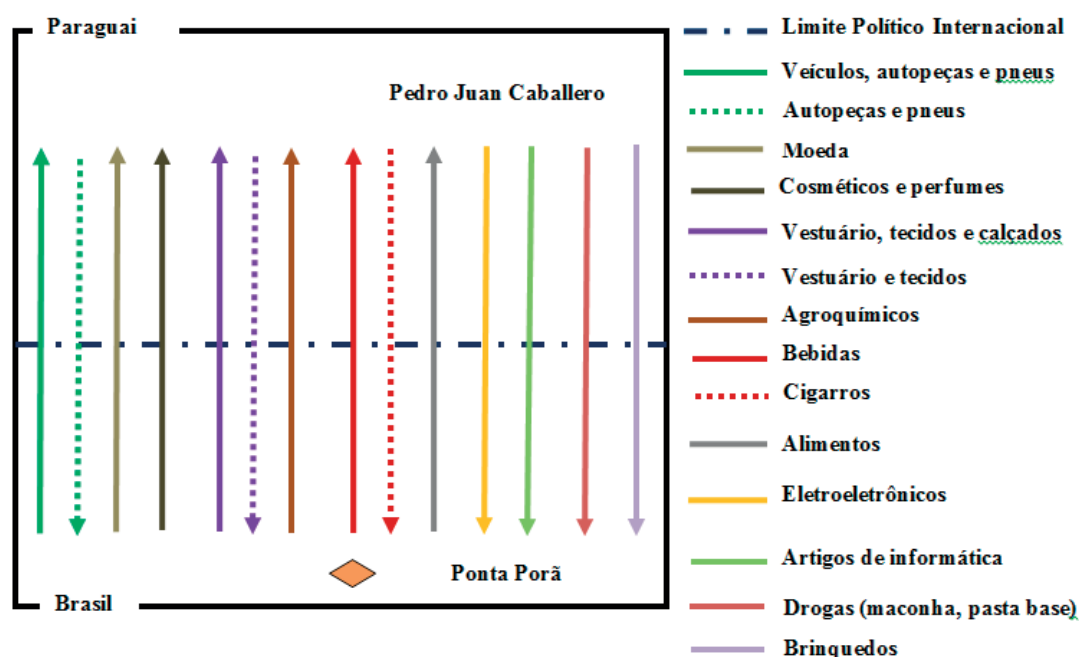 Paraguai
Pedro Juan Caballero
Ponta Porã
Brasil
Limite Político Internacional
Veículos, autopeças e pneus
Autopeças e pneus
Moeda
Cosméticos e perfumes
Vestuário, tecidos e calçados
Vestuário e tecidos
Agroquímicos
Bebidas
Cigarros
Alimentos
Eletroeletrônicos
Artigos de informática
Drogas (maconha, pasta base)
Brinquedos